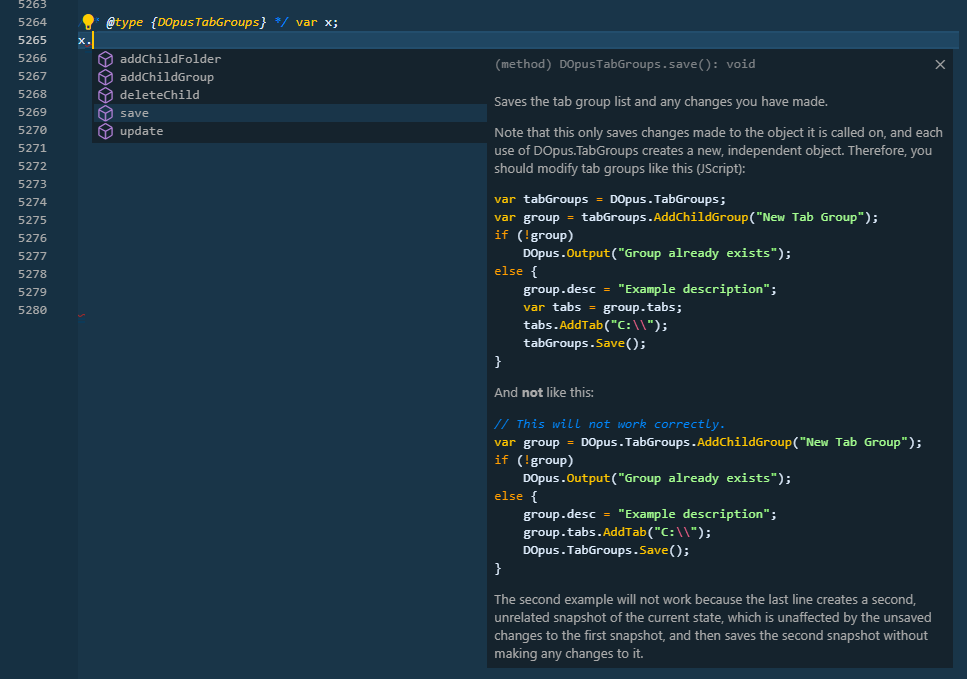 5263
5264 * @type {DOpusTabGroups} */ var x;
5265 x.
5266
5267
5268
5269
5270
5271
5272
5273
5274
5275
5276
5277
5278
5279
5280
addChildFolder
addChildGroup
deleteChild
save
update
(method) DOpusTabGroups.save(): void
Saves the tab group list and any changes you have made.
Note that this only saves changes made to the object it is called on, and each
use of DOpus.TabGroups creates a new, independent object. Therefore, you
should modify tab groups like this (JScript):
var tabGroups = DOpus.TabGroups;
var group = tabGroups.AddChildGroup("New Tab Group");
if (!group)
    DOpus.Output("Group already exists");
else {
    group.desc = "Example description";
    var tabs = group.tabs;
    tabs.AddTab("C:\\");
    tabGroups.Save();
}
And not like this:
// This will not work correctly.
var group = DOpus.TabGroups.AddChildGroup("New Tab Group");
if (!group)
    DOpus.Output("Group already exists");
else {
    group.desc = "Example description";
    group.tabs.AddTab("C:\\");
    DOpus.TabGroups.Save();
}
The second example will not work because the last line creates a second,
unrelated snapshot of the current state, which is unaffected by the unsaved
changes to the first snapshot, and then saves the second snapshot without
making any changes to it.